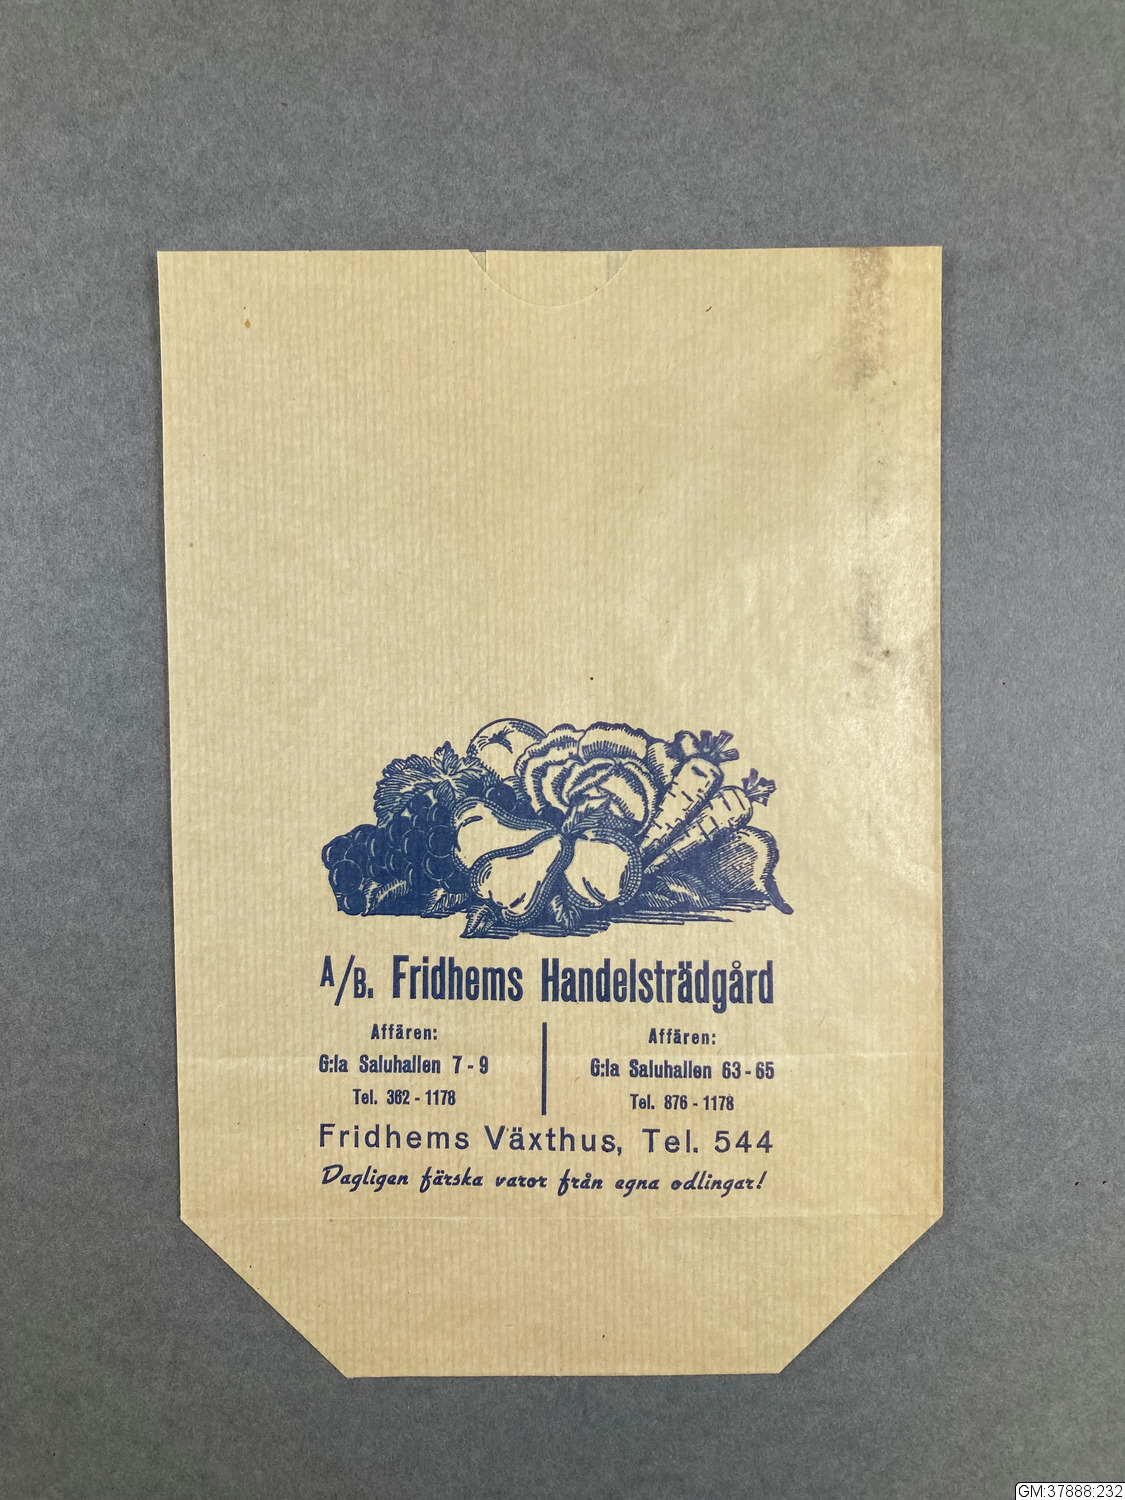 A/B. Fridhems Handelsträdgård
Affären:
G:la Saluhallen 7 - 9
Tel. 362 - 1178
Affären:
G:la Saluhallen 63 - 65
Tel. 876 - 1178
Fridhems Växthus, Tel. 544
Dagligen färska varor från egna odlingar!
GM:37888:232